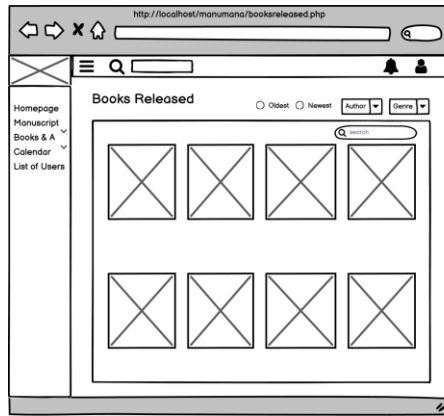 http://localhost/manumana/booksreleased.php
Books Released
Oldest
Newest
Author
Genre
Homepage
Manuscript
Books & A
Calendar
List of Users
search